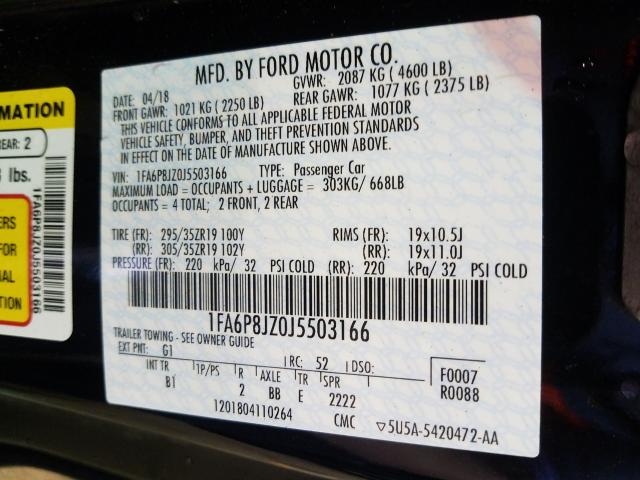 MFD. BY FORD MOTOR CO.
DATE: 04/18 GVWR: 2087 KG ( 4600 LB)
FRONT GAWR: 1021 KG ( 2250 LB) REAR GAWR: 1077 KG ( 2375 LB)
THIS VEHICLE CONFORMS TO ALL APPLICABLE FEDERAL MOTOR
VEHICLE SAFETY, BUMPER, AND THEFT PREVENTION STANDARDS
IN EFFECT ON THE DATE OF MANUFACTURE SHOWN ABOVE.
VIN: 1FA6P8JZ0J5503166 TYPE: Passenger Car
MAXIMUM LOAD = OCCUPANTS + LUGGAGE = 303KG/ 668LB
OCCUPANTS = 4 TOTAL; 2 FRONT, 2 REAR
TIRE (FR): 295/35ZR19 100Y RIMS (FR): 19x10.5J
(RR): 305/35ZR19 102Y (RR): 19x11.0J
PRESSURE (FR): 220 kPa/ 32 PSI COLD (RR): 220 kPa/ 32 PSI COLD
1FA6P8JZ0J5503166
TRAILER TOWING - SEE OWNER GUIDE
EXT PNT: G1 RC: 52 DSO:
INT TR 1P/PS R AXLE TR SPR F0007
B1 2 BB E 2222 R0088
1201804110264 CMC ▽5U5A-5420472-AA
RMATION
REAR: 2
lbs.
1FA6P8JZ0J5503166
ERS
FOR
NAL
TION